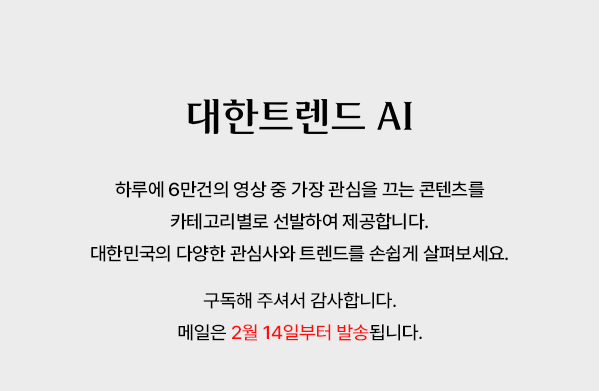 대한트렌드 AI
하루에 6만건의 영상 중 가장 관심을 끄는 콘텐츠를
카테고리별로 선발하여 제공합니다.
대한민국의 다양한 관심사와 트렌드를 손쉽게 살펴보세요.
구독해 주셔서 감사합니다.
메일은 2월 14일부터 발송됩니다.